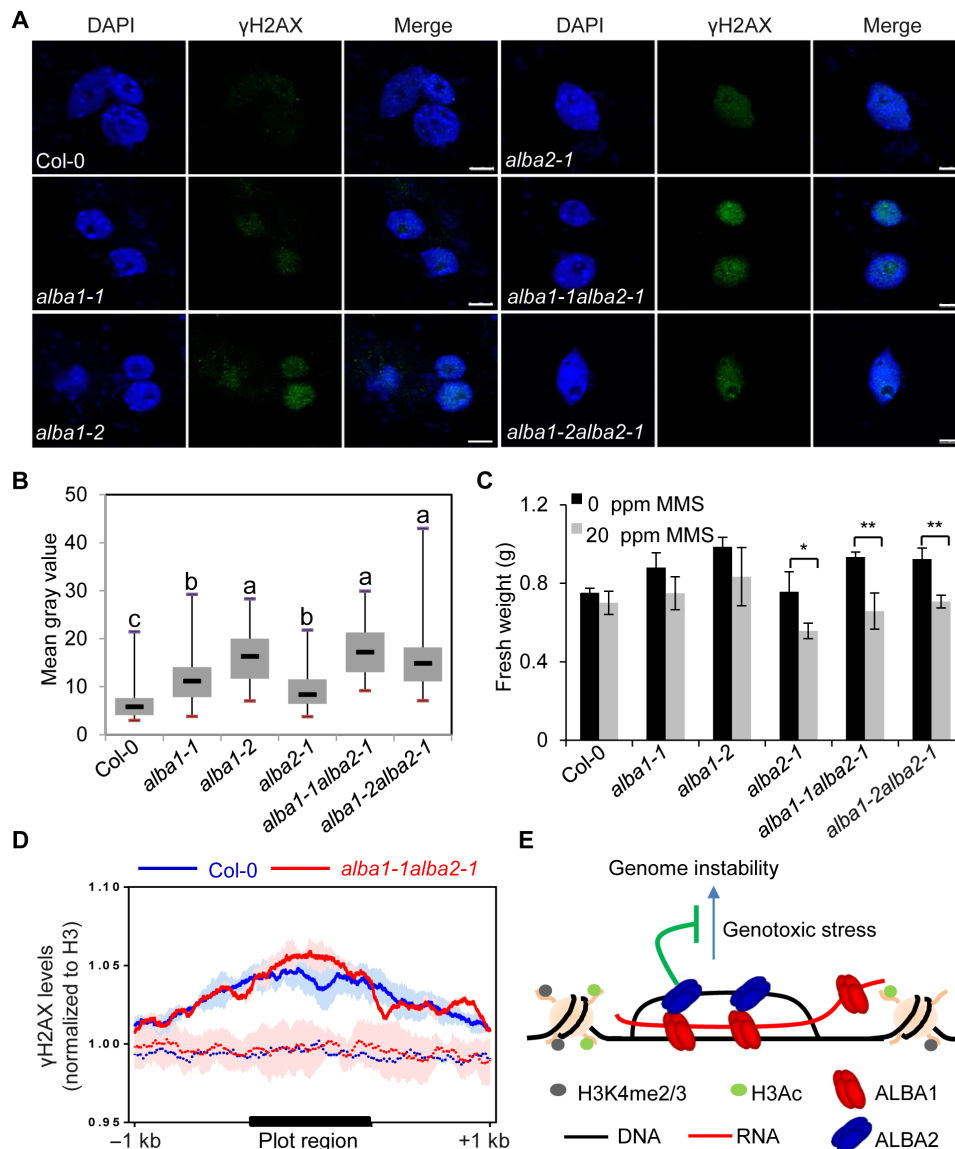 A
DAPI γH2AX Merge DAPI γH2AX Merge
Col-0 alba2-1
alba1-1 alba1-1alba2-1
alba1-2 alba1-2alba2-1
B
Mean gray value
50
40
30
20
10
0
c b a b a a
Col-0 alba1-1 alba1-2 alba2-1 alba1-1alba2-1 alba1-2alba2-1
C
Fresh weight (g)
1.2
0.8
0.4
0
0 ppm MMS
20 ppm MMS
* ** **
Col-0 alba1-1 alba1-2 alba2-1 alba1-1alba2-1 alba1-2alba2-1
D
Col-0 alba1-1alba2-1
γH2AX levels
(normalized to H3)
1.10
1.05
1.00
0.95
−1 kb Plot region +1 kb
E
Genome instability
Genotoxic stress
H3K4me2/3 H3Ac ALBA1
DNA RNA ALBA2